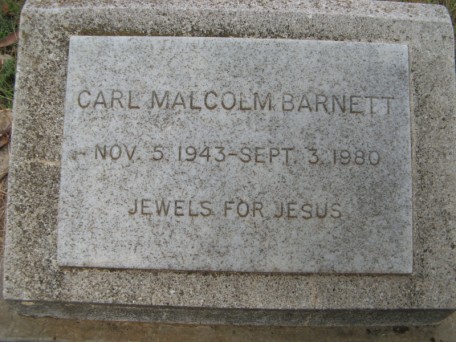 CARL MALCOLM BARNETT
NOV. 5, 1943–SEPT. 3, 1980
JEWELS FOR JESUS